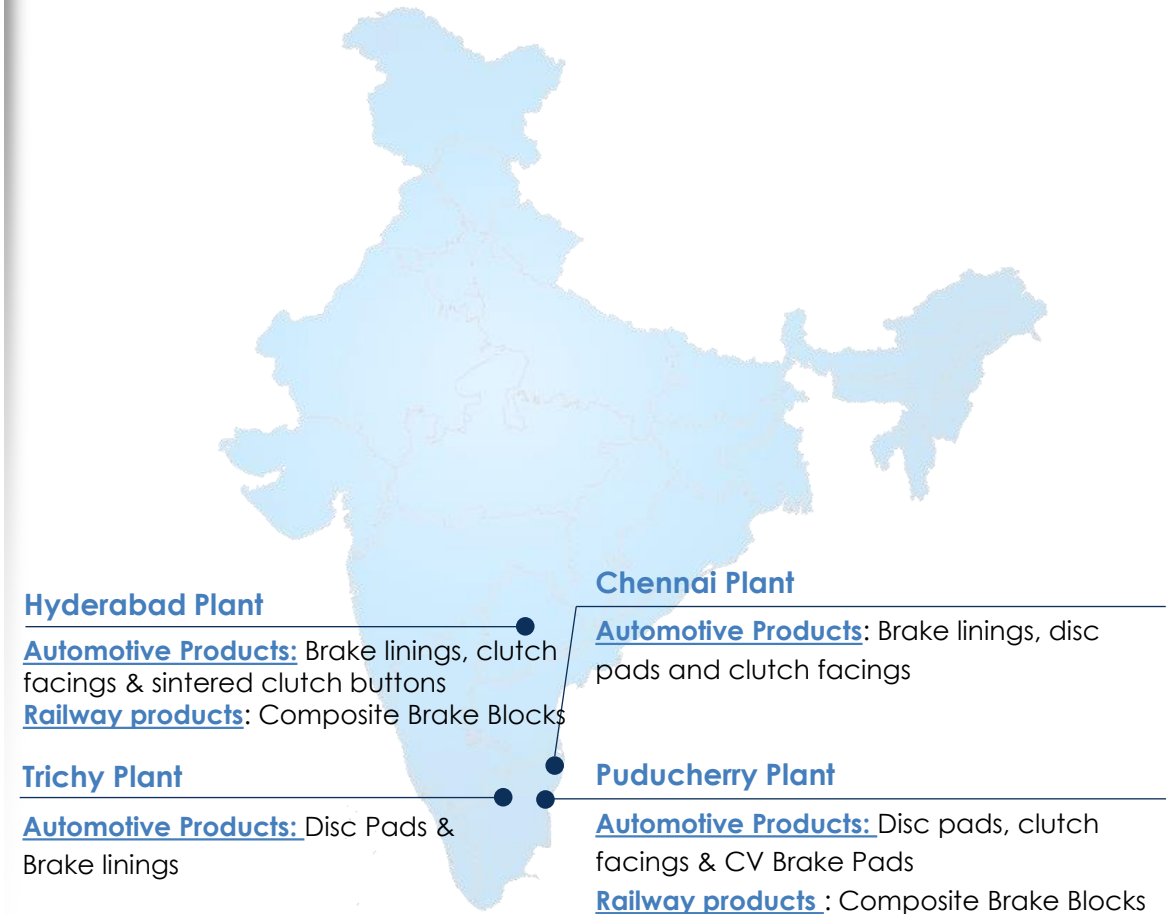 Hyderabad Plant
Automotive Products: Brake linings, clutch
facings & sintered clutch buttons
Railway products: Composite Brake Blocks
Chennai Plant
Automotive Products: Brake linings, disc
pads and clutch facings
Trichy Plant
Automotive Products: Disc Pads &
Brake linings
Puducherry Plant
Automotive Products: Disc pads, clutch
facings & CV Brake Pads
Railway products : Composite Brake Blocks